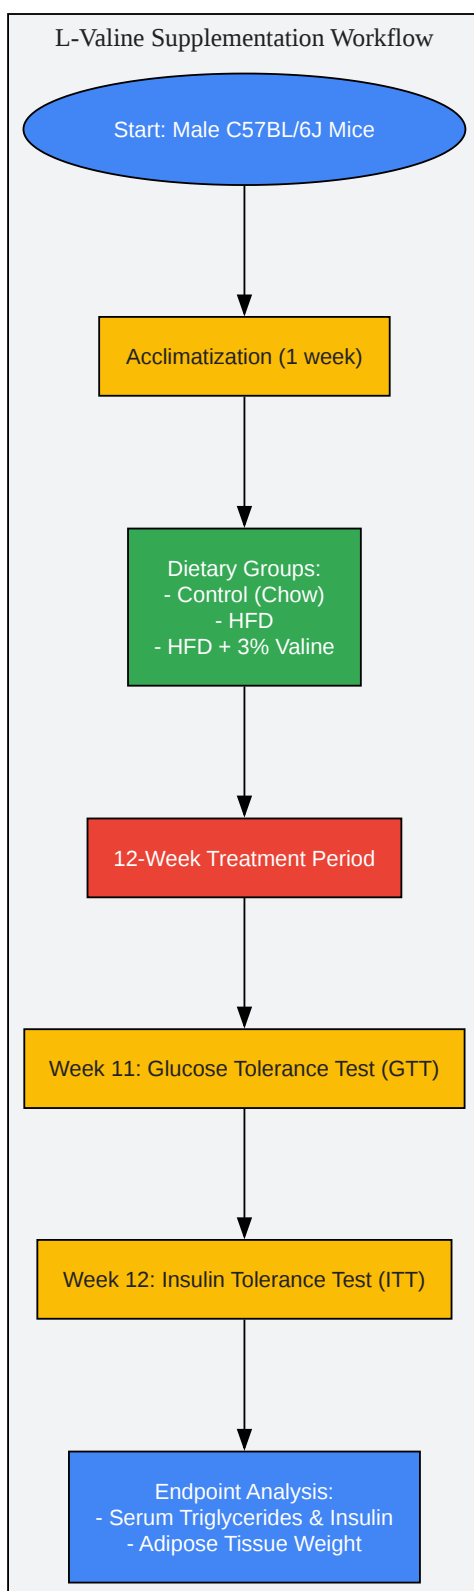 L-Valine Supplementation Workflow
Start: Male C57BL/6J Mice
Acclimatization (1 week)
Dietary Groups:
- Control (Chow)
- HFD
- HFD + 3% Valine
12-Week Treatment Period
Week 11: Glucose Tolerance Test (GTT)
Week 12: Insulin Tolerance Test (ITT)
Endpoint Analysis:
- Serum Triglycerides & Insulin
- Adipose Tissue Weight